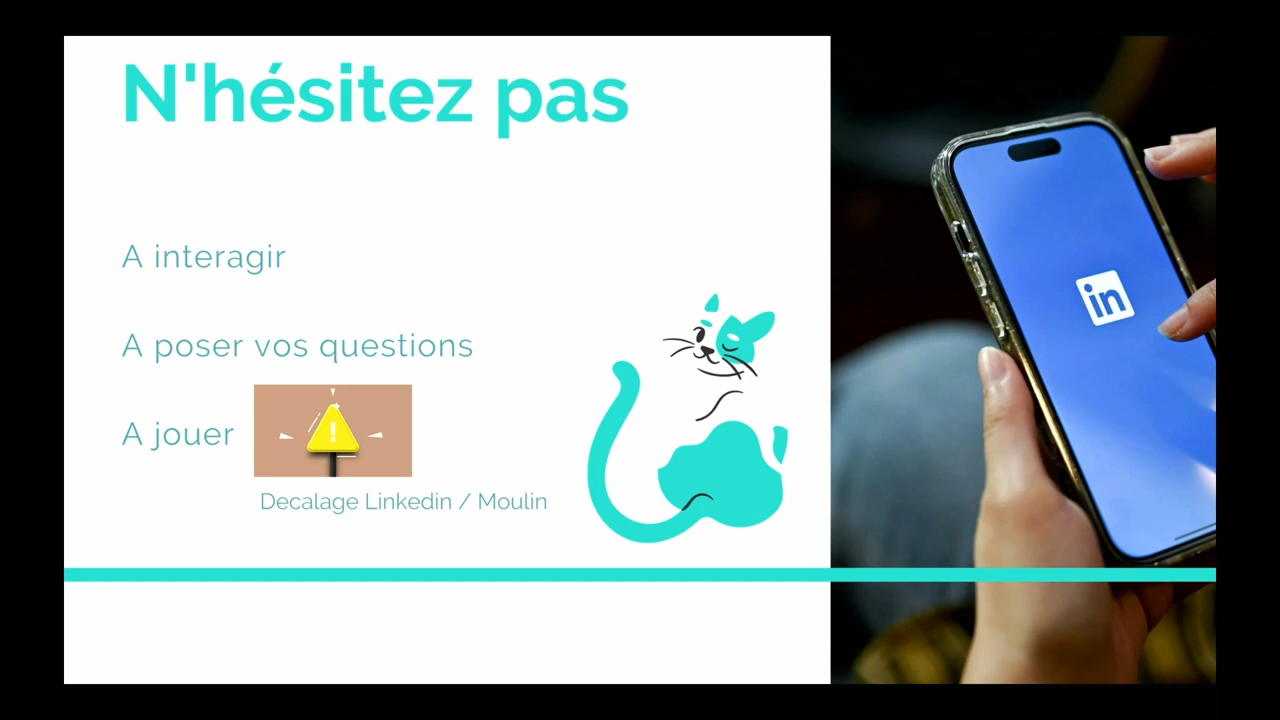 N'hésitez pas
A interagir
A poser vos questions
A jouer
!
Decalage Linkedin / Moulin
in